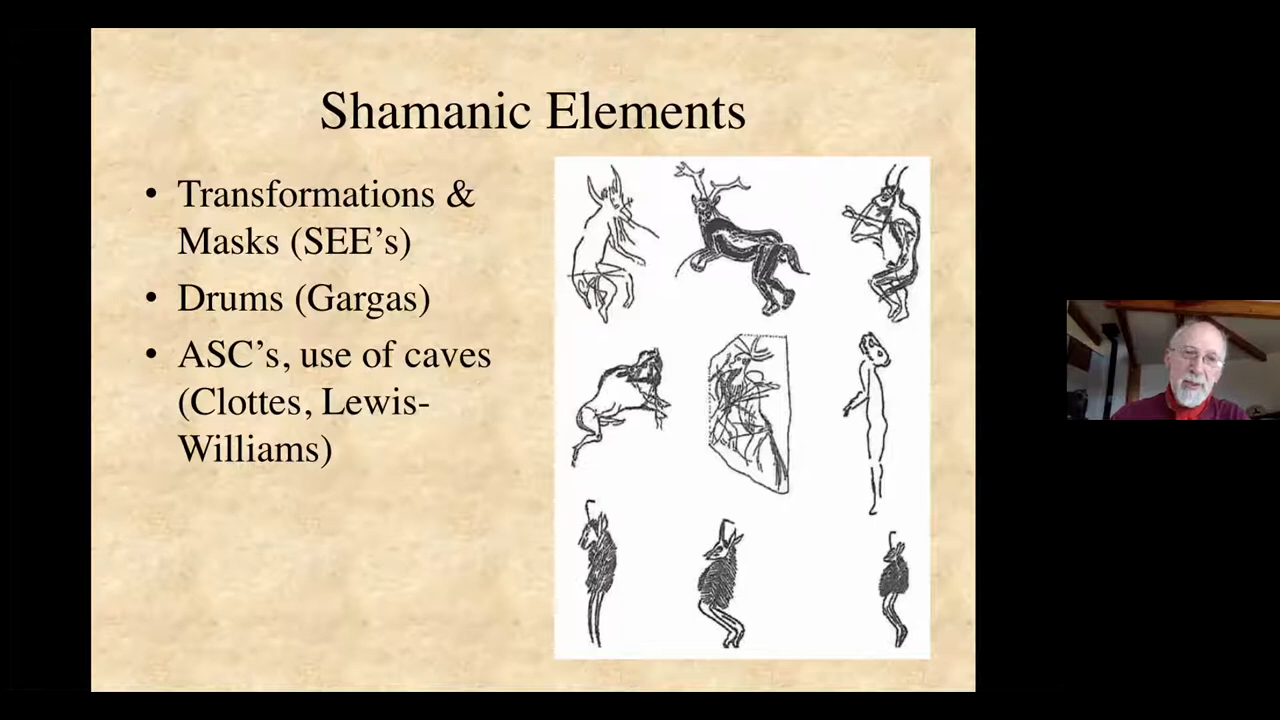 Shamanic Elements
• Transformations &
Masks (SEE's)
• Drums (Gargas)
• ASC's, use of caves
(Clottes, Lewis-
Williams)